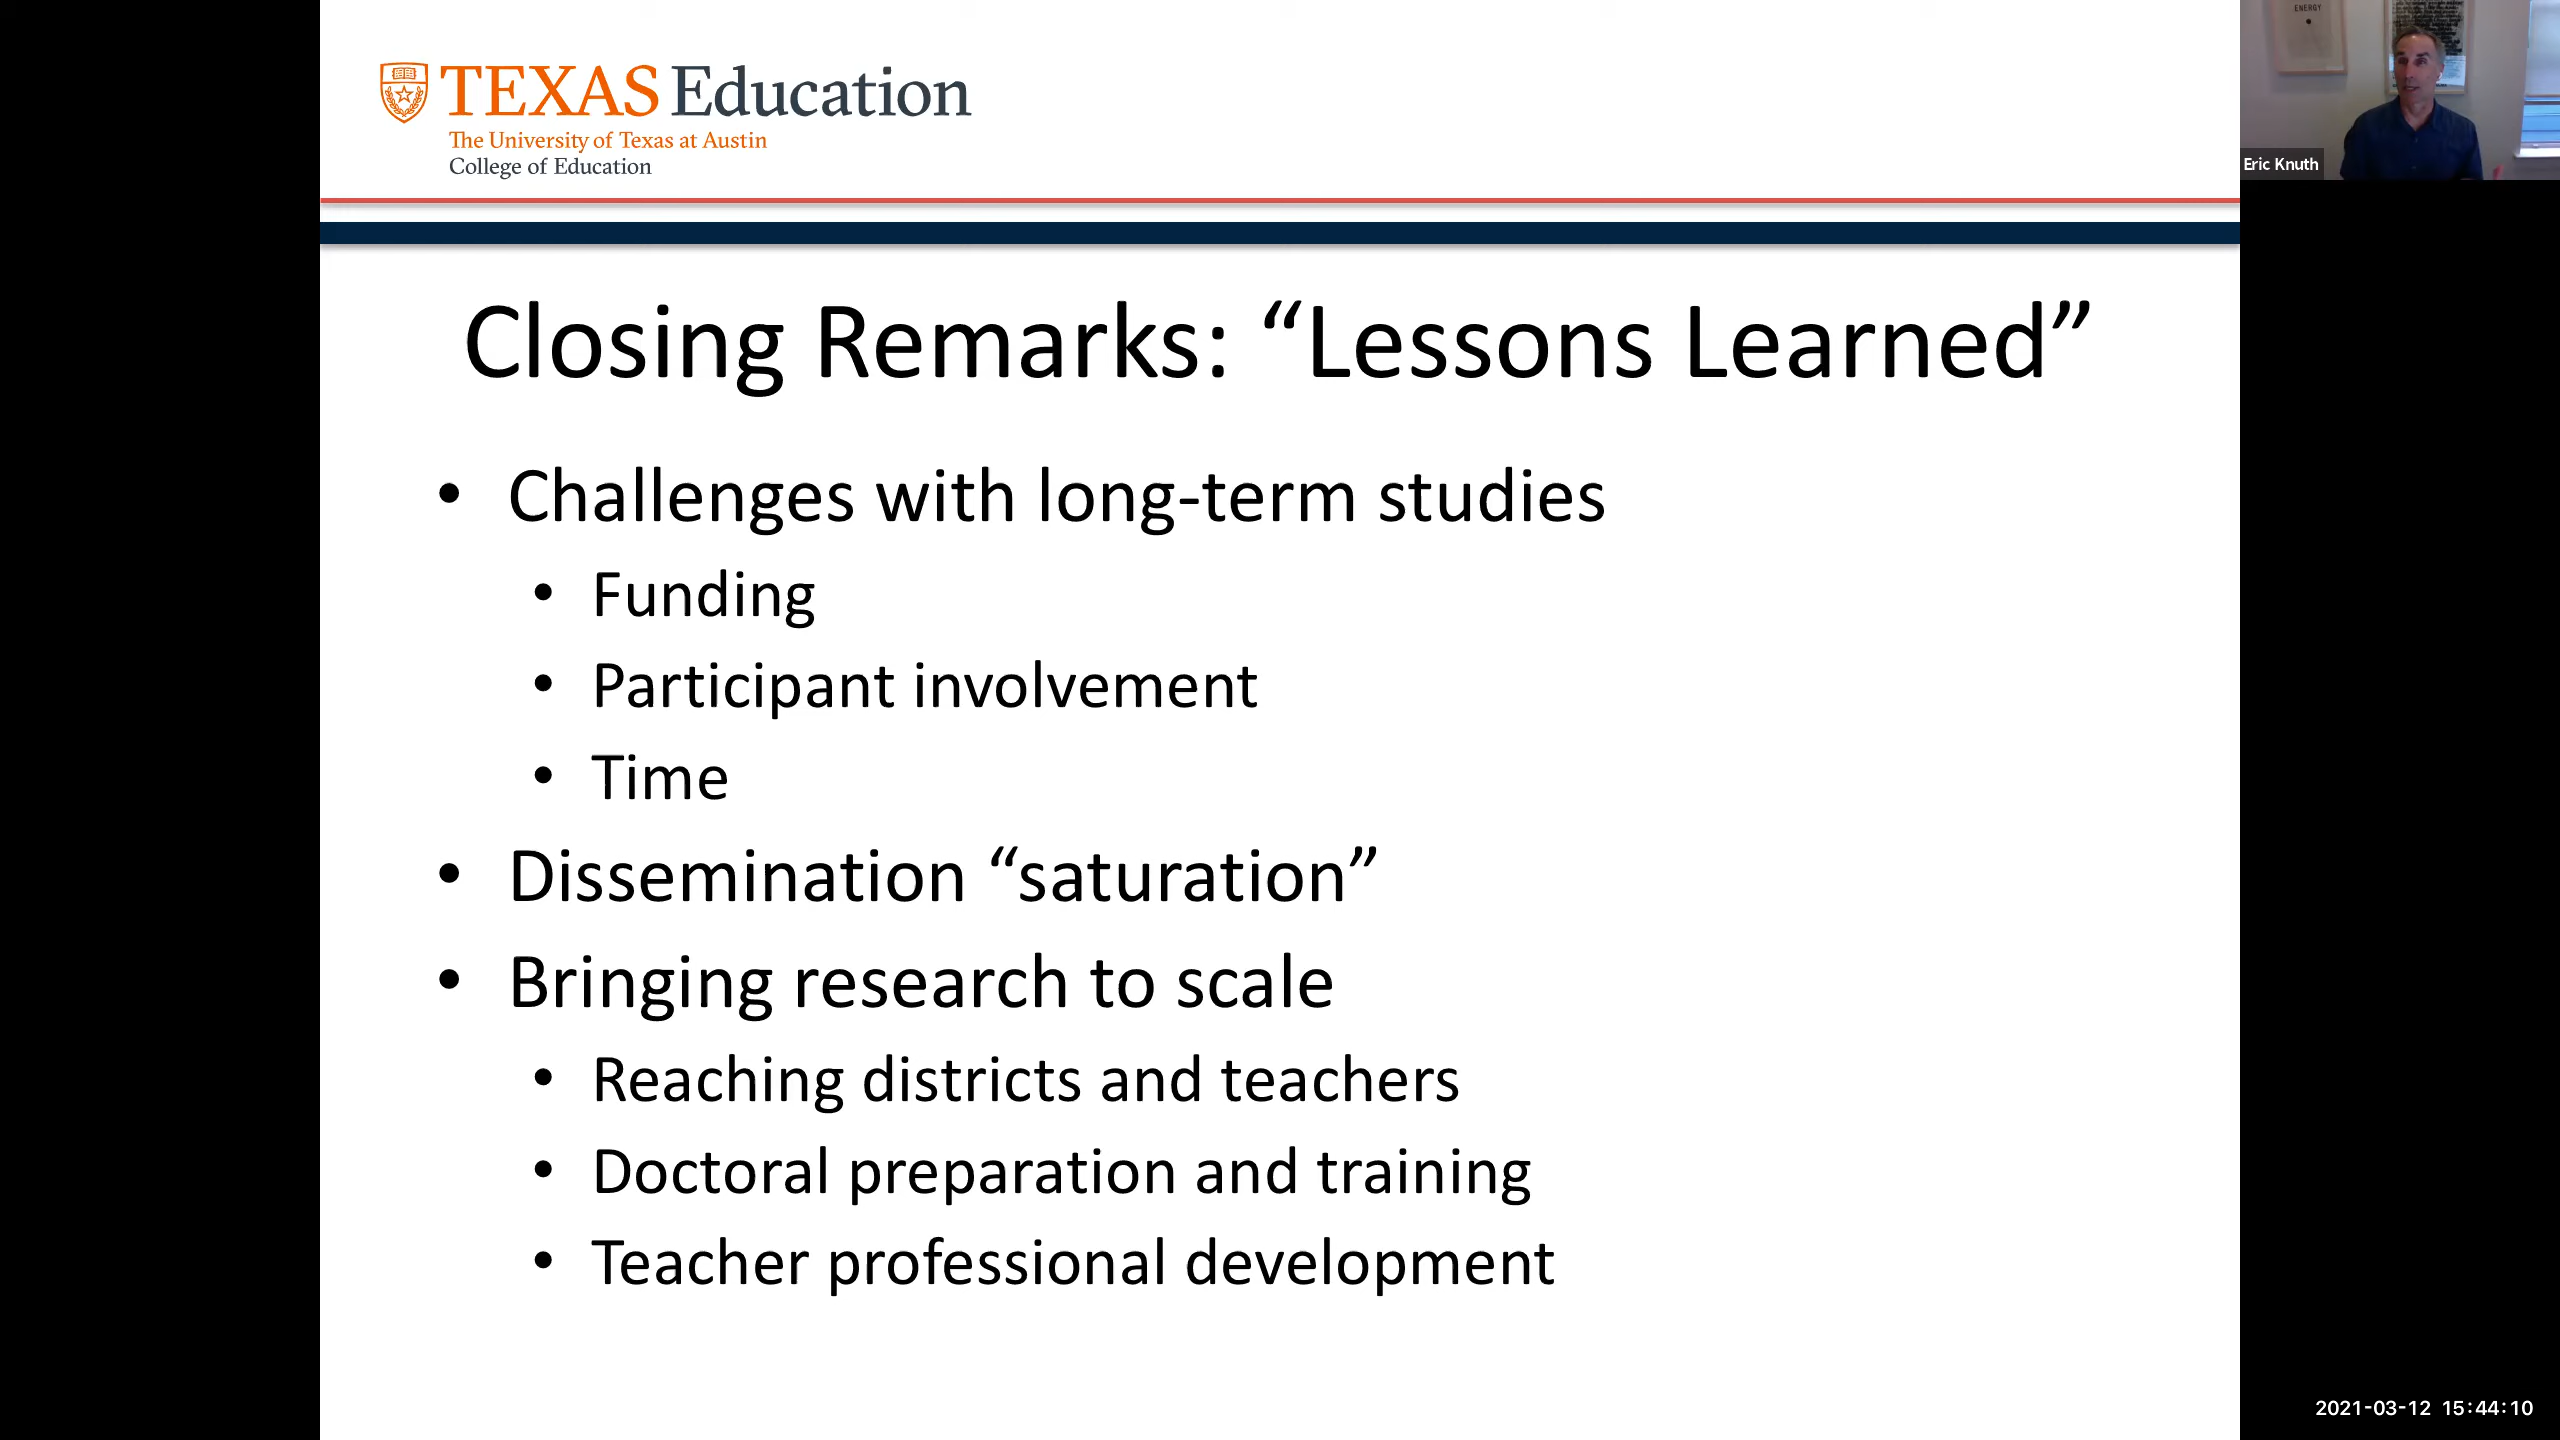 TEXAS Education
The University of Texas at Austin
College of Education
ENERGY
Eric Knuth
Closing Remarks: “Lessons Learned”
• Challenges with long-term studies
• Funding
• Participant involvement
• Time
• Dissemination “saturation”
• Bringing research to scale
• Reaching districts and teachers
• Doctoral preparation and training
• Teacher professional development
2021-03-12 15:44:10